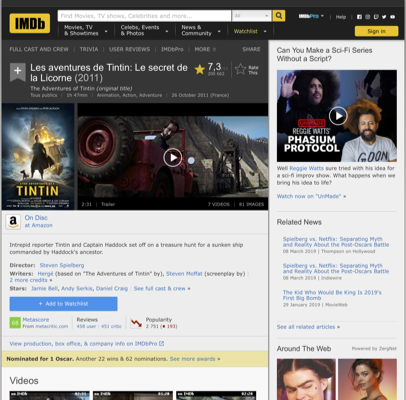 IMDb
Find Movies, TV shows, Celebrities and more...
All
IMDbPro
Help
Movies, TV & Showtimes
Celebs, Events & Photos
News & Community
Watchlist
Sign in
FULL CAST AND CREW | TRIVIA | USER REVIEWS | IMDbPro | MORE
SHARE
Les aventures de Tintin: Le secret de
la Licorne (2011)
The Adventures of Tintin (original title)
Tous publics | 1h 47min | Animation, Action, Adventure | 26 October 2011 (France)
7,3
Rate
This
TINTIN
2:31 | Trailer
7 VIDEOS | 81 IMAGES
On Disc
at Amazon
Intrepid reporter Tintin and Captain Haddock set off on a treasure hunt for a sunken ship
commanded by Haddock's ancestor.
Director: Steven Spielberg
Writers: Hergé (based on "The Adventures of Tintin" by), Steven Moffat (screenplay by) |
2 more credits »
Stars: Jamie Bell, Andy Serkis, Daniel Craig | See full cast & crew »
+ Add to Watchlist
Metascore
From metacritic.com
Reviews
458 user | 451 critic
Popularity
2 751 (193)
View production, box office, & company info on IMDbPro
Nominated for 1 Oscar. Another 22 wins & 62 nominations. See more awards »
Videos
Can You Make a Sci-Fi Series
Without a Script?
REGGIE WATTS'
PHASIUM
PROTOCOL
Well Reggie Watts sure tried with his idea for
a sci-fi improv show. What happens when we
bring his idea to life?
Watch now on "UnMade" »
Related News
Spielberg vs. Netflix: Separating Myth
and Reality About the Post-Oscars Battle
08 March 2019 | Thompson on Hollywood
Spielberg vs. Netflix: Separating Myth
and Reality About the Post-Oscars Battle
08 March 2019 | Indiewire
The Kid Who Would Be King Is 2019's
First Big Bomb
29 January 2019 | MovieWeb
See all related articles »
Around The Web
Powered by ZergNet